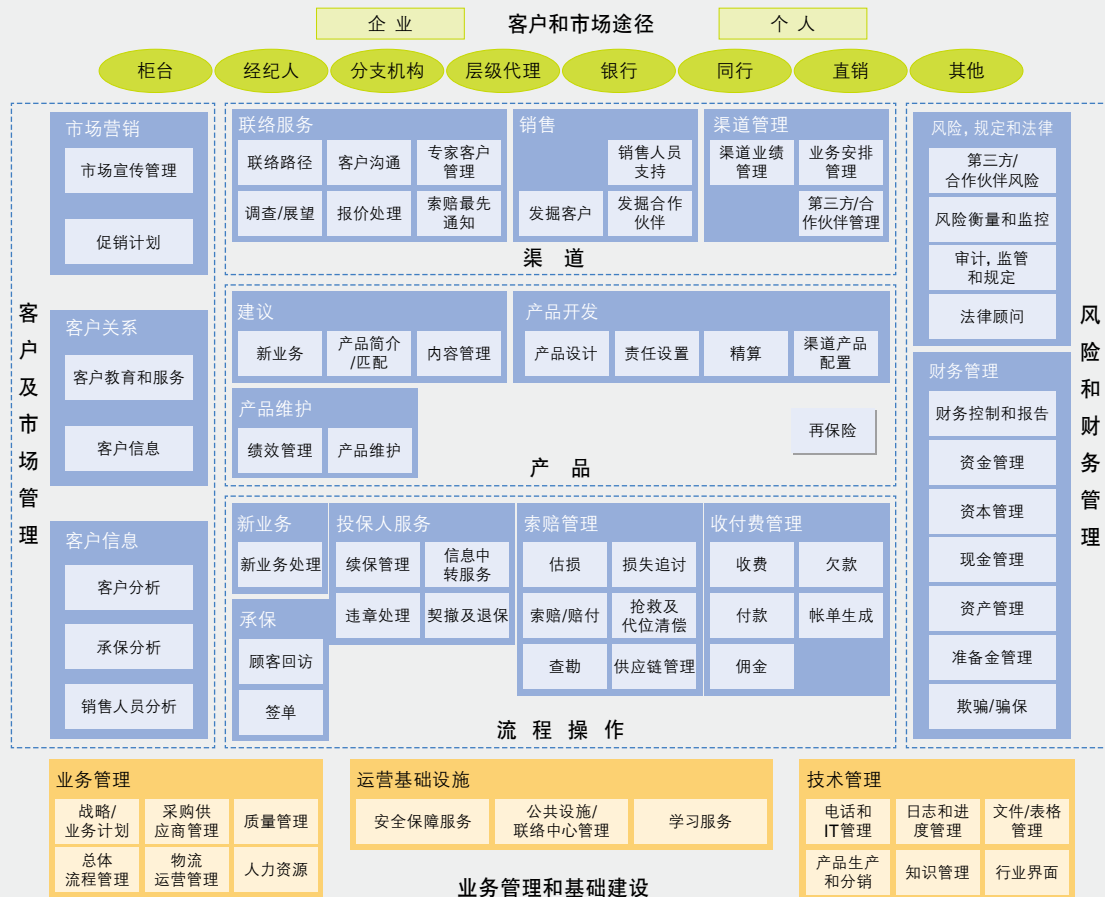 企 业
客户和市场途径
个 人
柜台
经纪人
分支机构
层级代理
银行
同行
直销
其他
客户及市场管理
市场营销
市场宣传管理
促销计划
客户关系
客户教育和服务
客户信息
客户信息
客户分析
承保分析
销售人员分析
联络服务
联络路径
客户沟通
专家客户
管理
调查/展望
报价处理
索赔最先
通知
销售
销售人员
支持
发掘客户
发掘合作
伙伴
渠道管理
渠道业绩
管理
业务安排
管理
第三方/合
作伙伴管理
渠 道
建议
新业务
产品简介
/匹配
内容管理
产品开发
产品设计
责任设置
精算
渠道产品
配置
产品维护
绩效管理
产品维护
再保险
产 品
新业务
新业务处理
承保
顾客回访
签单
投保人服务
续保管理
信息中
转服务
违章处理
契撤及退保
索赔管理
估损
损失追讨
索赔/赔付
抢救及
代位清偿
查勘
供应链管理
收付费管理
收费
欠款
付款
帐单生成
佣金
流 程 操 作
风险, 规定和法律
第三方/
合作伙伴风险
风险衡量和监控
审计, 监管
和规定
法律顾问
财务管理
财务控制和报告
资金管理
资本管理
现金管理
资产管理
准备金管理
欺骗/骗保
风险和财务管理
业务管理
战略/
业务计划
采购供
应商管理
质量管理
总体
流程管理
物流
运营管理
人力资源
运营基础设施
安全保障服务
公共设施/
联络中心管理
学习服务
技术管理
电话和
IT管理
日志和进
度管理
文件/表格
管理
产品生产
和分销
知识管理
行业界面
业务管理和基础建设